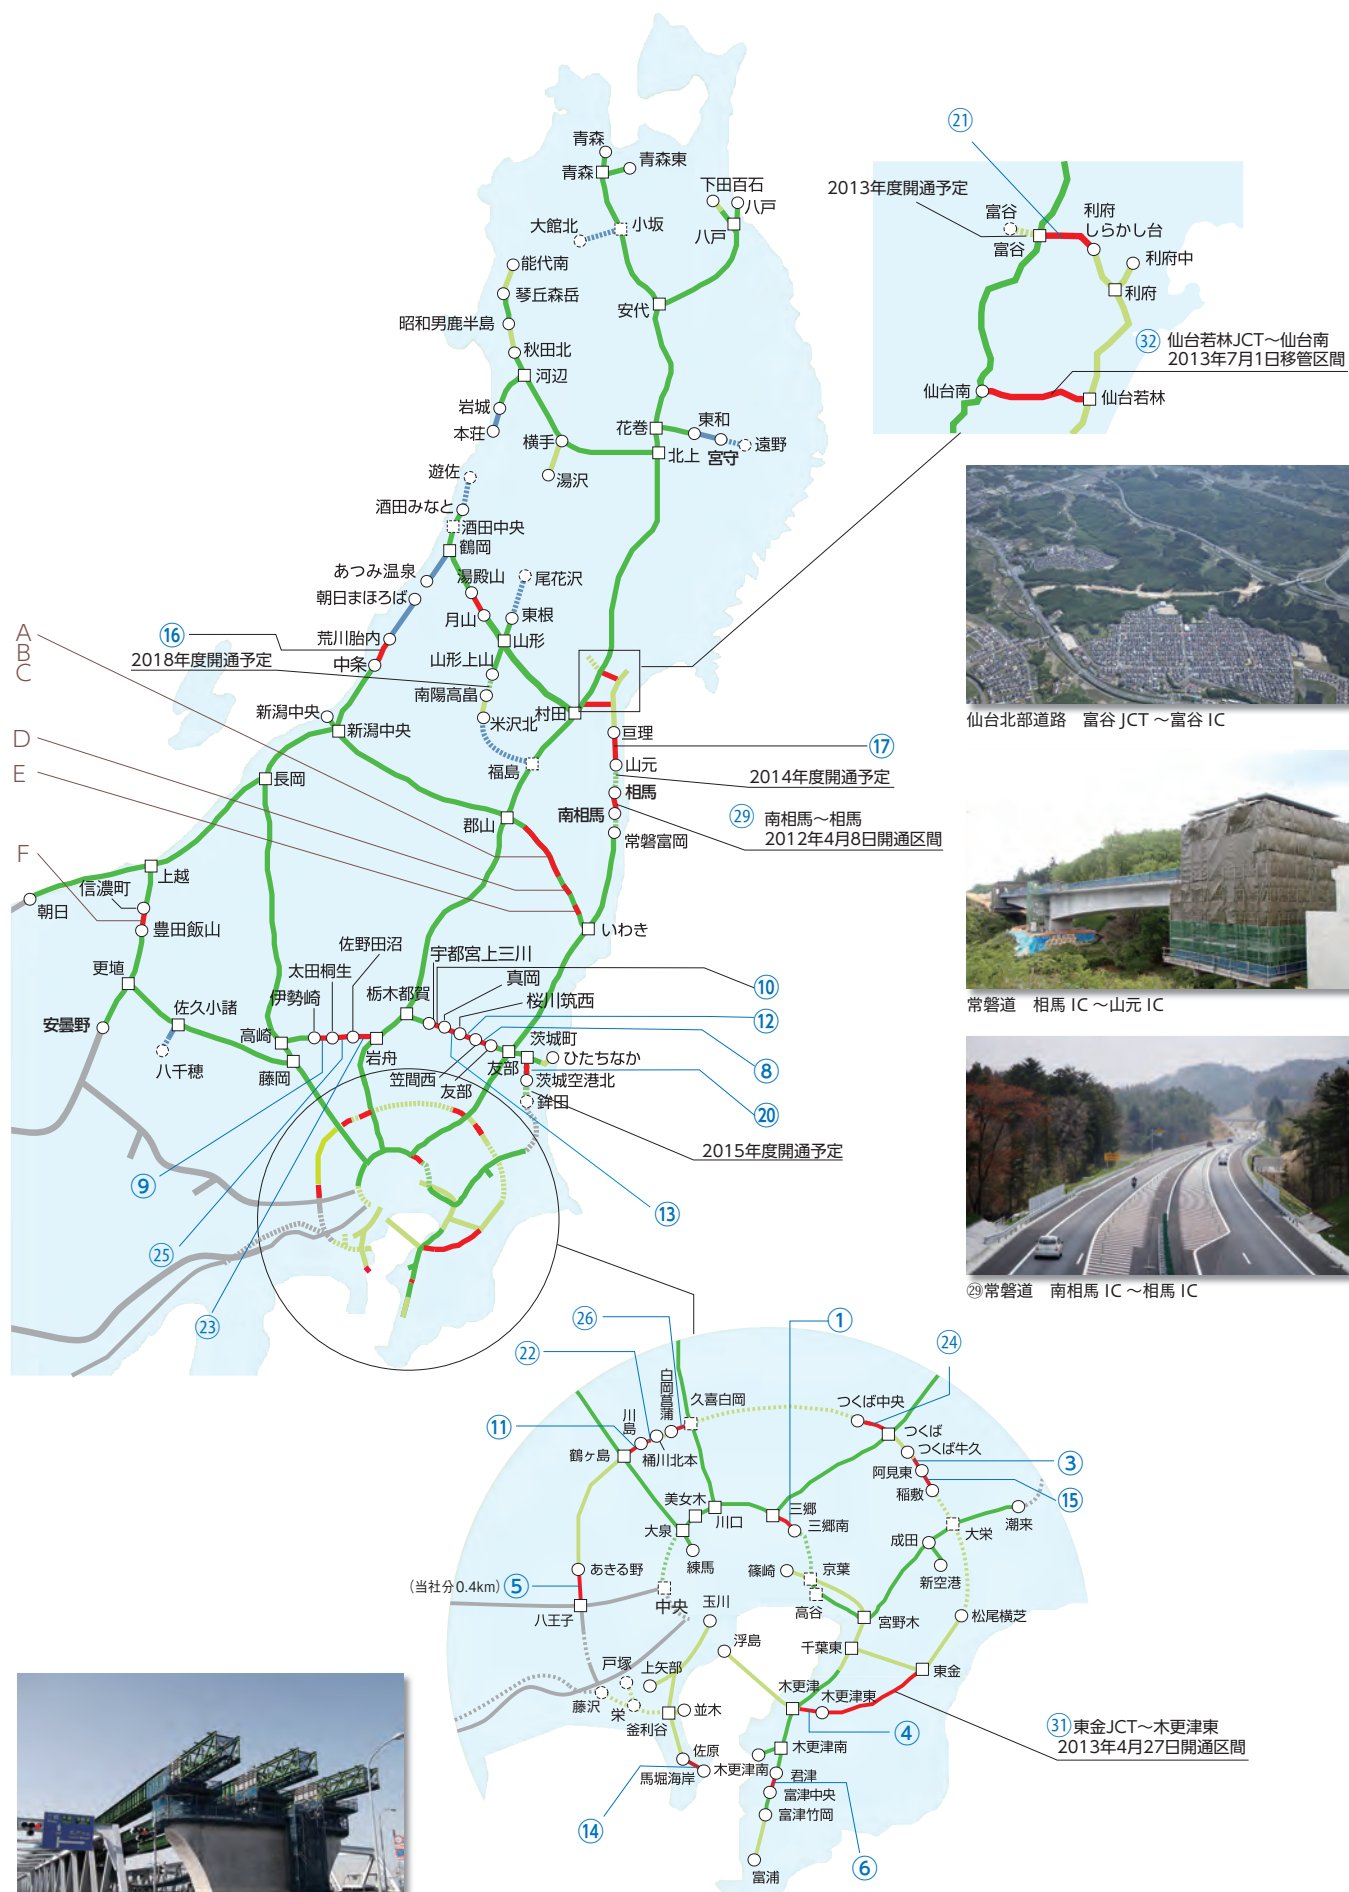 青森
青森
青森東
下田百石
八戸
八戸
大館北
小坂
能代南
琴丘森岳
安代
昭和男鹿半島
秋田北
河辺
岩城
本荘
横手
湯沢
花巻
東和
宮守
遠野
北上
遊佐
酒田みなと
酒田中央
鶴岡
あつみ温泉
湯殿山
尾花沢
朝日まほろば
月山
東根
荒川胎内
山形
中条
山形上山
南陽高畠
米沢北
村田
新潟中央
新潟中央
福島
亘理
山元
相馬
南相馬
常磐富岡
長岡
郡山
いわき
A
B
C
D
E
F
⑯
2018年度開通予定
⑰
2014年度開通予定
㉙ 南相馬～相馬
2012年4月8日開通区間
上越
信濃町
朝日
豊田飯山
更埴
佐久小諸
安曇野
八千穂
佐野田沼
太田桐生
伊勢崎
高崎
藤岡
岩舟
栃木都賀
宇都宮上三川
真岡
桜川筑西
笠間西
友部
友部
茨城町
ひたちなか
茨城空港北
鉾田
⑩
⑫
⑧
⑳
2015年度開通予定
⑬
⑨
㉕
㉓
㉑
2013年度開通予定
富谷
富谷
利府
しらかし台
利府中
利府
㉜ 仙台若林JCT～仙台南
2013年7月1日移管区間
仙台南
仙台若林
仙台北部道路　富谷 JCT ～富谷 IC
常磐道　相馬 IC ～山元 IC
㉙常磐道　南相馬 IC ～相馬 IC
㉖
㉒
⑪
①
㉔
白岡菖蒲
久喜白岡
川島
鶴ヶ島
桶川北本
つくば中央
つくば
つくば牛久
③
阿見東
稲敷
⑮
美女木
川口
三郷
三郷南
大泉
練馬
大栄
潮来
成田
新空港
あきる野
(当社分0.4km) ⑤
八王子
中央
篠崎
京葉
高谷
玉川
宮野木
松尾横芝
浮島
千葉東
東金
戸塚
上矢部
藤沢
栄
釜利谷
並木
佐原
馬堀海岸
木更津
木更津東
④
㉛ 東金JCT～木更津東
2013年4月27日開通区間
木更津南
木更津南
君津
富津中央
富津竹岡
富浦
⑭
⑥